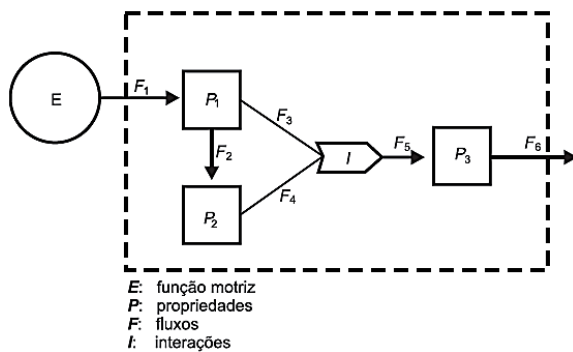 E
F1
P1
F2
F3
P2
F4
I
F5
P3
F6
E: função motriz
P: propriedades
F: fluxos
I: interações